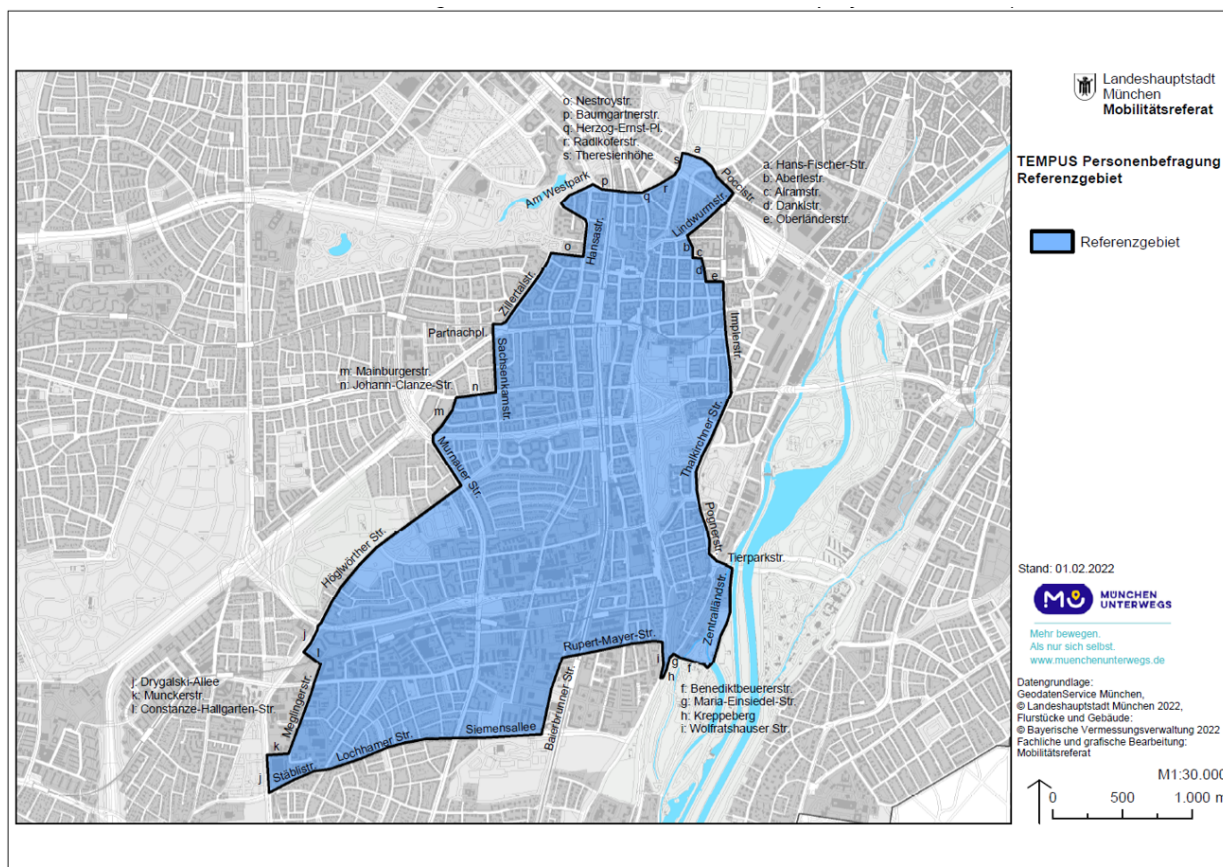 o: Nestroystr.
p: Baumgartnerstr.
q: Herzog-Ernst-Pl.
r: Radlkoferstr.
s: Theresienhöhe
a
s
Poccistr.
a: Hans-Fischer-Str.
b: Aberlestr.
c: Alramstr.
d: Danklstr.
e: Oberländerstr.
Am Westpark
p
r
q
Lindwurmstr.
Hansastr.
b
c
d
e
o
Zillertalstr.
Partnachpl.
Implerstr.
Sachsenkamstr.
m: Mainburgerstr.
n: Johann-Clanze-Str.
n
m
Murnauer Str.
Thalkirchner Str.
Pognerstr.
Höglwörther Str.
Tierparkstr.
Zentralländstr.
j
l
Rupert-Mayer-Str.
i
g
f
h
j: Drygalski-Allee
k: Munckerstr.
l: Constanze-Hallgarten-Str.
Meglingerstr.
f: Benediktbeuererstr.
g: Maria-Einsiedel-Str.
h: Kreppeberg
i: Wolfratshauser Str.
Baierbrunner Str.
Siemensallee
Lochhamer Str.
k
j
Stäblistr.
Landeshauptstadt
München
Mobilitätsreferat
TEMPUS Personenbefragung
Referenzgebiet
Referenzgebiet
Stand: 01.02.2022
MÜNCHEN
UNTERWEGS
Mehr bewegen.
Als nur sich selbst.
www.muenchenunterwegs.de
Datengrundlage:
GeodatenService München,
© Landeshauptstadt München 2022,
Flurstücke und Gebäude:
© Bayerische Vermessungsverwaltung 2022
Fachliche und grafische Bearbeitung:
Mobilitätsreferat
M1:30.000
0 500 1.000 m